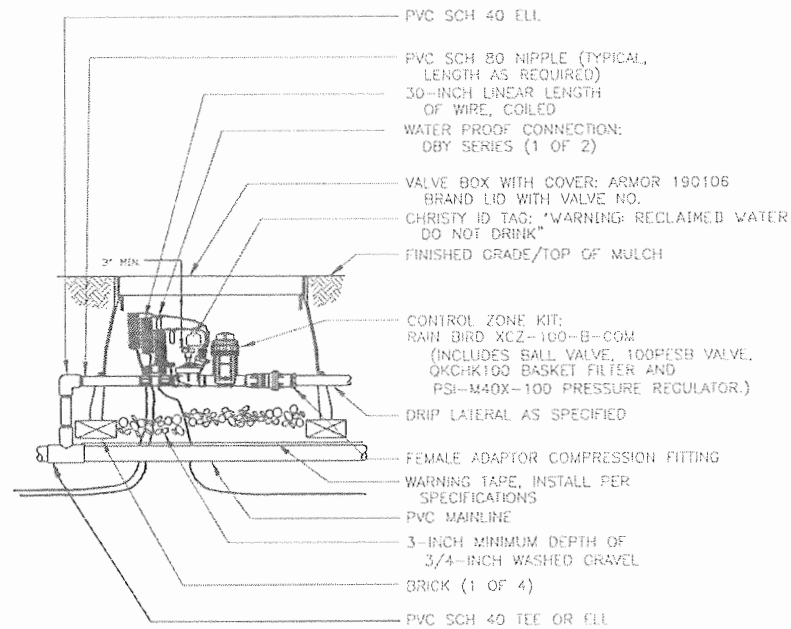 PVC SCH 40 ELL
PVC SCH 80 NIPPLE (TYPICAL,
LENGTH AS REQUIRED)
30-INCH LINEAR LENGTH
OF WIRE, COILED
WATER PROOF CONNECTION:
DBY SERIES (1 OF 2)
VALVE BOX WITH COVER: ARMOR 190106
BRAND LID WITH VALVE NO.
CHRISTY ID TAG: "WARNING: RECLAIMED WATER
DO NOT DRINK"
3" MIN
FINISHED GRADE/TOP OF MULCH
CONTROL ZONE KIT:
RAIN BIRD XCZ-100-B-COM
(INCLUDES BALL VALVE, 100PESB VALVE,
QKCHK100 BASKET FILTER AND
PSI-M40X-100 PRESSURE REGULATOR.)
DRIP LATERAL AS SPECIFIED
FEMALE ADAPTOR COMPRESSION FITTING
WARNING TAPE, INSTALL PER
SPECIFICATIONS
PVC MAINLINE
3-INCH MINIMUM DEPTH OF
3/4-INCH WASHED GRAVEL
BRICK (1 OF 4)
PVC SCH 40 TEE OR ELL